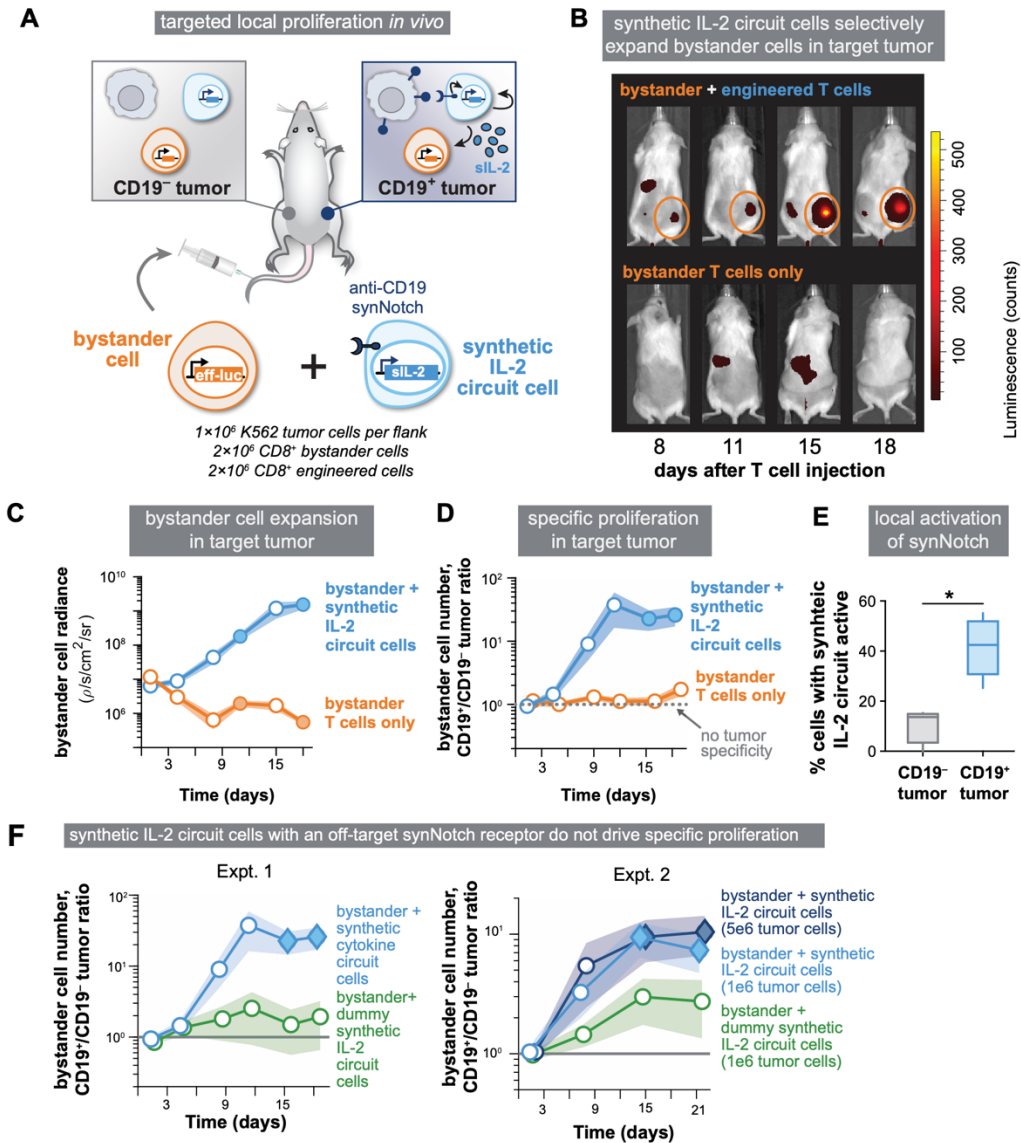 A
targeted local proliferation in vivo
CD19– tumor
CD19+ tumor
sIL-2
bystander
cell
eff-luc
+
anti-CD19
synNotch
sIL-2
synthetic
IL-2
circuit cell
1×10⁶ K562 tumor cells per flank
2×10⁶ CD8⁺ bystander cells
2×10⁶ CD8⁺ engineered cells
B
synthetic IL-2 circuit cells selectively
expand bystander cells in target tumor
bystander + engineered T cells
bystander T cells only
8 11 15 18
days after T cell injection
500
400
300
200
100
Luminescence (counts)
C
bystander cell expansion
in target tumor
bystander cell radiance
(ρ/s/cm²/sr)
10¹⁰
10⁸
10⁶
3 9 15
Time (days)
bystander +
synthetic
IL-2
circuit cells
bystander
T cells only
D
specific proliferation
in target tumor
bystander cell number,
CD19⁺/CD19⁻ tumor ratio
10²
10¹
10⁰
3 9 15
Time (days)
bystander +
synthetic
IL-2
circuit cells
bystander
T cells only
no tumor
specificity
E
local activation
of synNotch
% cells with synhteic
IL-2 circuit active
60
40
20
0
*
CD19⁻
tumor
CD19⁺
tumor
F
synthetic IL-2 circuit cells with an off-target synNotch receptor do not drive specific proliferation
Expt. 1
bystander cell number,
CD19⁺/CD19⁻ tumor ratio
10²
10¹
10⁰
3 9 15
Time (days)
bystander +
synthetic
cytokine
circuit
cells
bystander+
dummy
synthetic
IL-2
circuit
cells
Expt. 2
bystander cell number,
CD19⁺/CD19⁻ tumor ratio
10²
10¹
10⁰
3 9 15 21
Time (days)
bystander + synthetic
IL-2 circuit cells
(5e6 tumor cells)
bystander + synthetic
IL-2 circuit cells
(1e6 tumor cells)
bystander +
dummy synthetic
IL-2 circuit cells
(1e6 tumor cells)